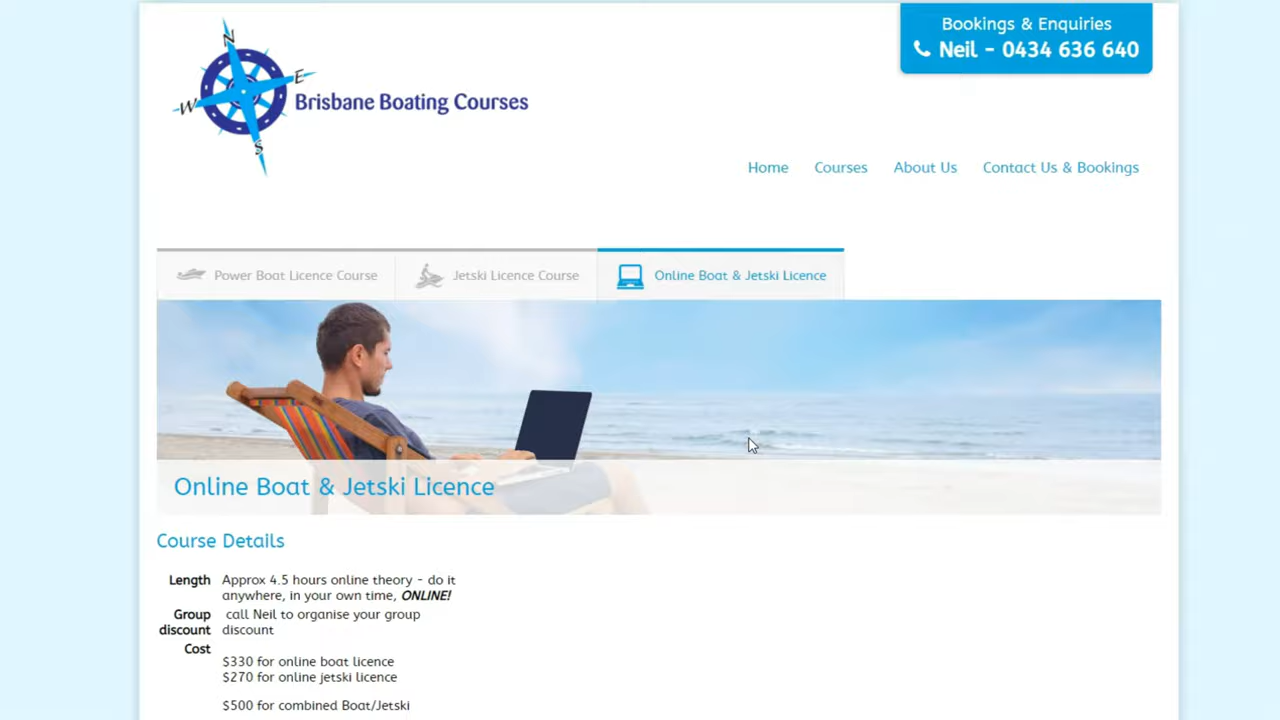 Bookings & Enquiries
Neil - 0434 636 640
N
E
W
S
Brisbane Boating Courses
Home Courses About Us Contact Us & Bookings
Power Boat Licence Course Jetski Licence Course Online Boat & Jetski Licence
Online Boat & Jetski Licence
Course Details
Length Approx 4.5 hours online theory - do it
anywhere, in your own time, ONLINE!
Group call Neil to organise your group
discount discount
Cost
$330 for online boat licence
$270 for online jetski licence
$500 for combined Boat/Jetski